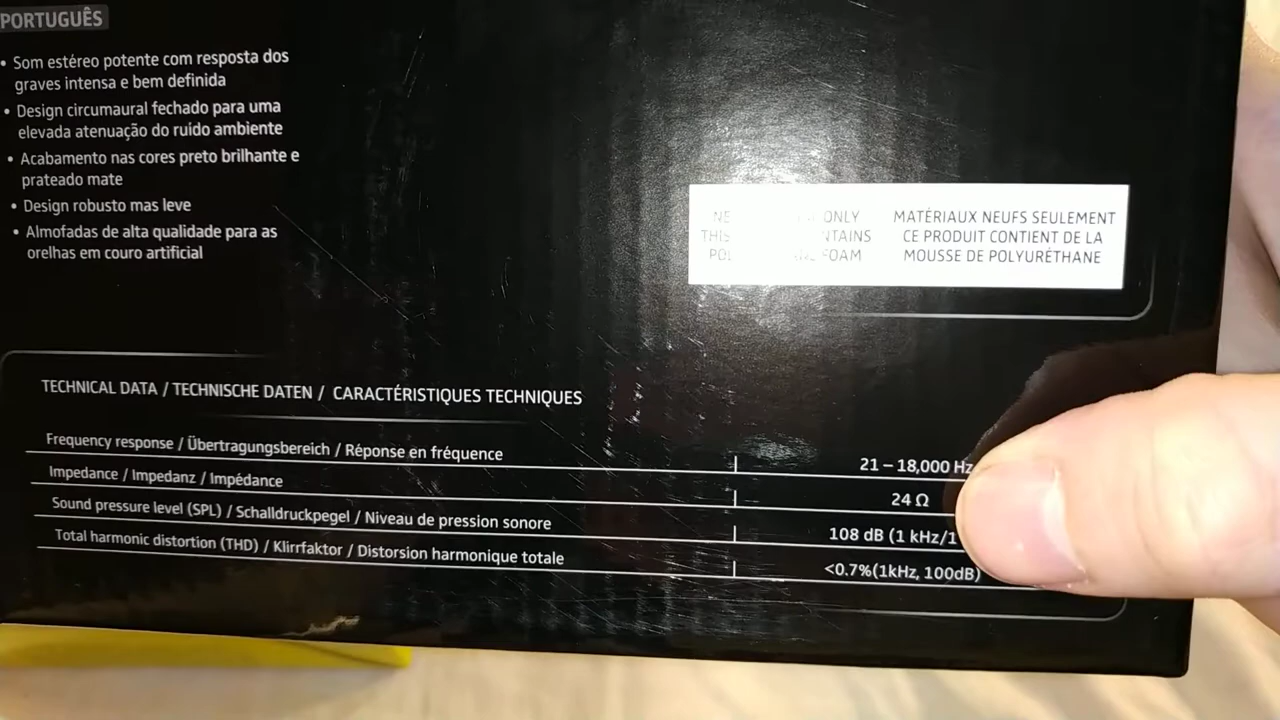 PORTUGUÊS
• Som estéreo potente com resposta dos
graves intensa e bem definida
• Design circumaural fechado para uma
elevada atenuação do ruído ambiente
• Acabamento nas cores preto brilhante e
prateado mate
• Design robusto mas leve
• Almofadas de alta qualidade para as
orelhas em couro artificial
ONLY
THIS
FOAM
MATÉRIAUX NEUFS SEULEMENT
CE PRODUIT CONTIENT DE LA
MOUSSE DE POLYURÉTHANE
TECHNICAL DATA / TECHNISCHE DATEN / CARACTÉRISTIQUES TECHNIQUES
Frequency response / Übertragungsbereich / Réponse en fréquence 21 – 18,000 Hz
Impedance / Impedanz / Impédance 24 Ω
Sound pressure level (SPL) / Schalldruckpegel / Niveau de pression sonore 108 dB (1 kHz/1
Total harmonic distortion (THD) / Klirrfaktor / Distorsion harmonique totale <0.7%(1kHz, 100dB)